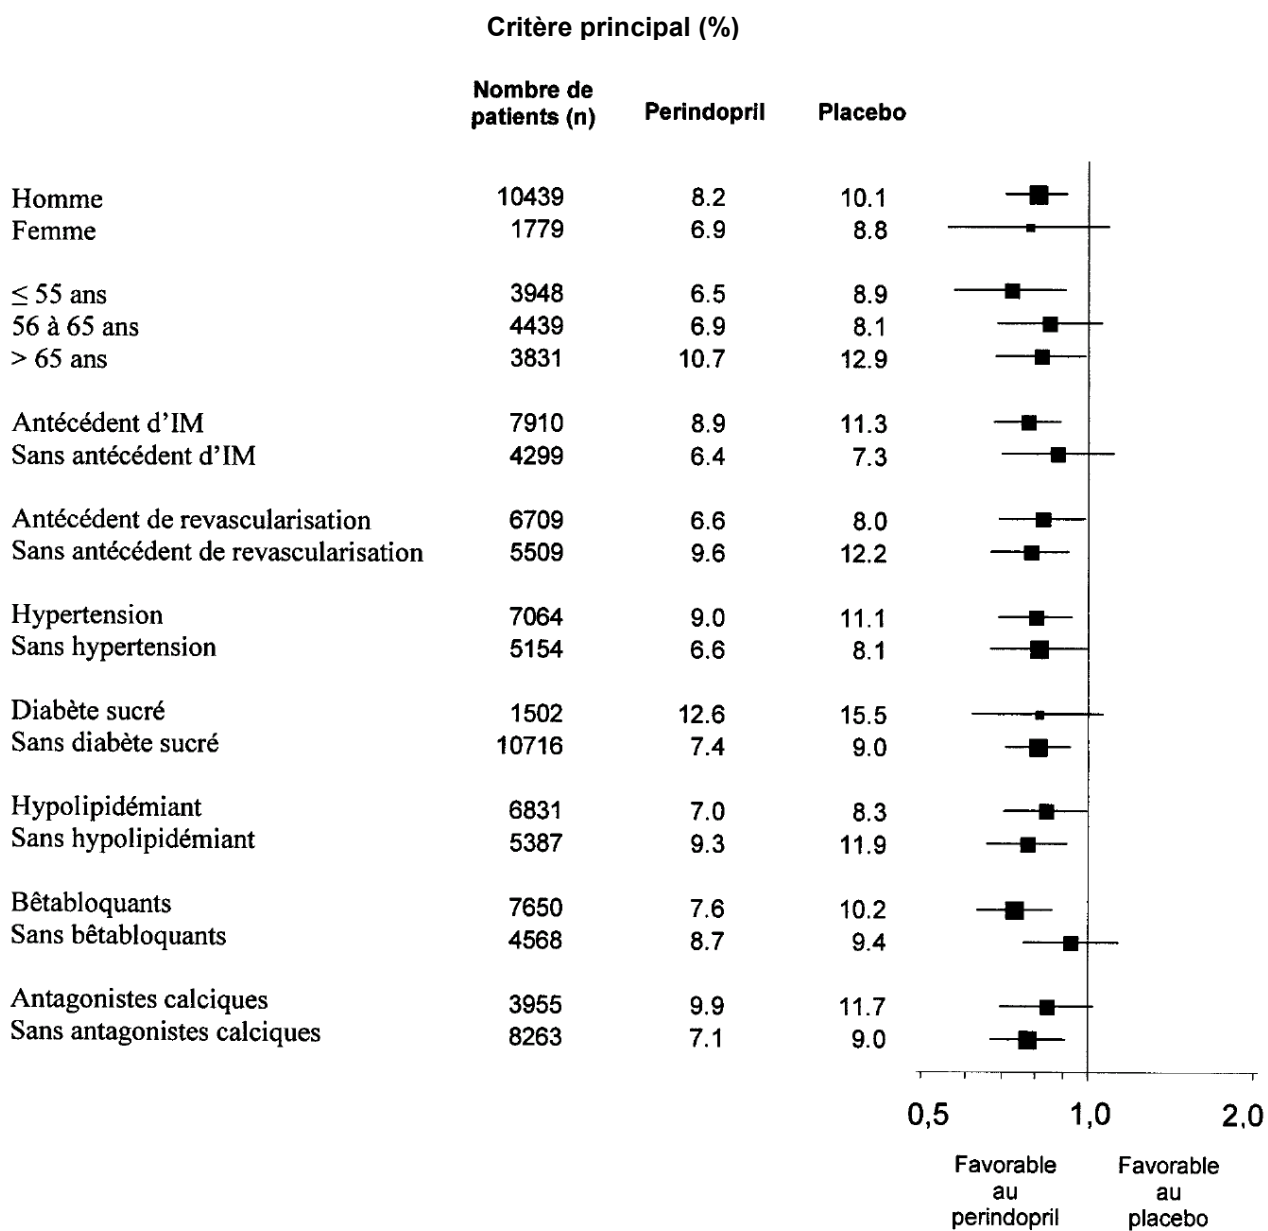 Critère principal (%)
Nombre de patients (n) Perindopril Placebo
Homme 10439 8.2 10.1
Femme 1779 6.9 8.8
≤ 55 ans 3948 6.5 8.9
56 à 65 ans 4439 6.9 8.1
> 65 ans 3831 10.7 12.9
Antécédent d'IM 7910 8.9 11.3
Sans antécédent d'IM 4299 6.4 7.3
Antécédent de revascularisation 6709 6.6 8.0
Sans antécédent de revascularisation 5509 9.6 12.2
Hypertension 7064 9.0 11.1
Sans hypertension 5154 6.6 8.1
Diabète sucré 1502 12.6 15.5
Sans diabète sucré 10716 7.4 9.0
Hypolipidémiant 6831 7.0 8.3
Sans hypolipidémiant 5387 9.3 11.9
Bêtabloquants 7650 7.6 10.2
Sans bêtabloquants 4568 8.7 9.4
Antagonistes calciques 3955 9.9 11.7
Sans antagonistes calciques 8263 7.1 9.0
0,5 1,0 2,0
Favorable au perindopril
Favorable au placebo